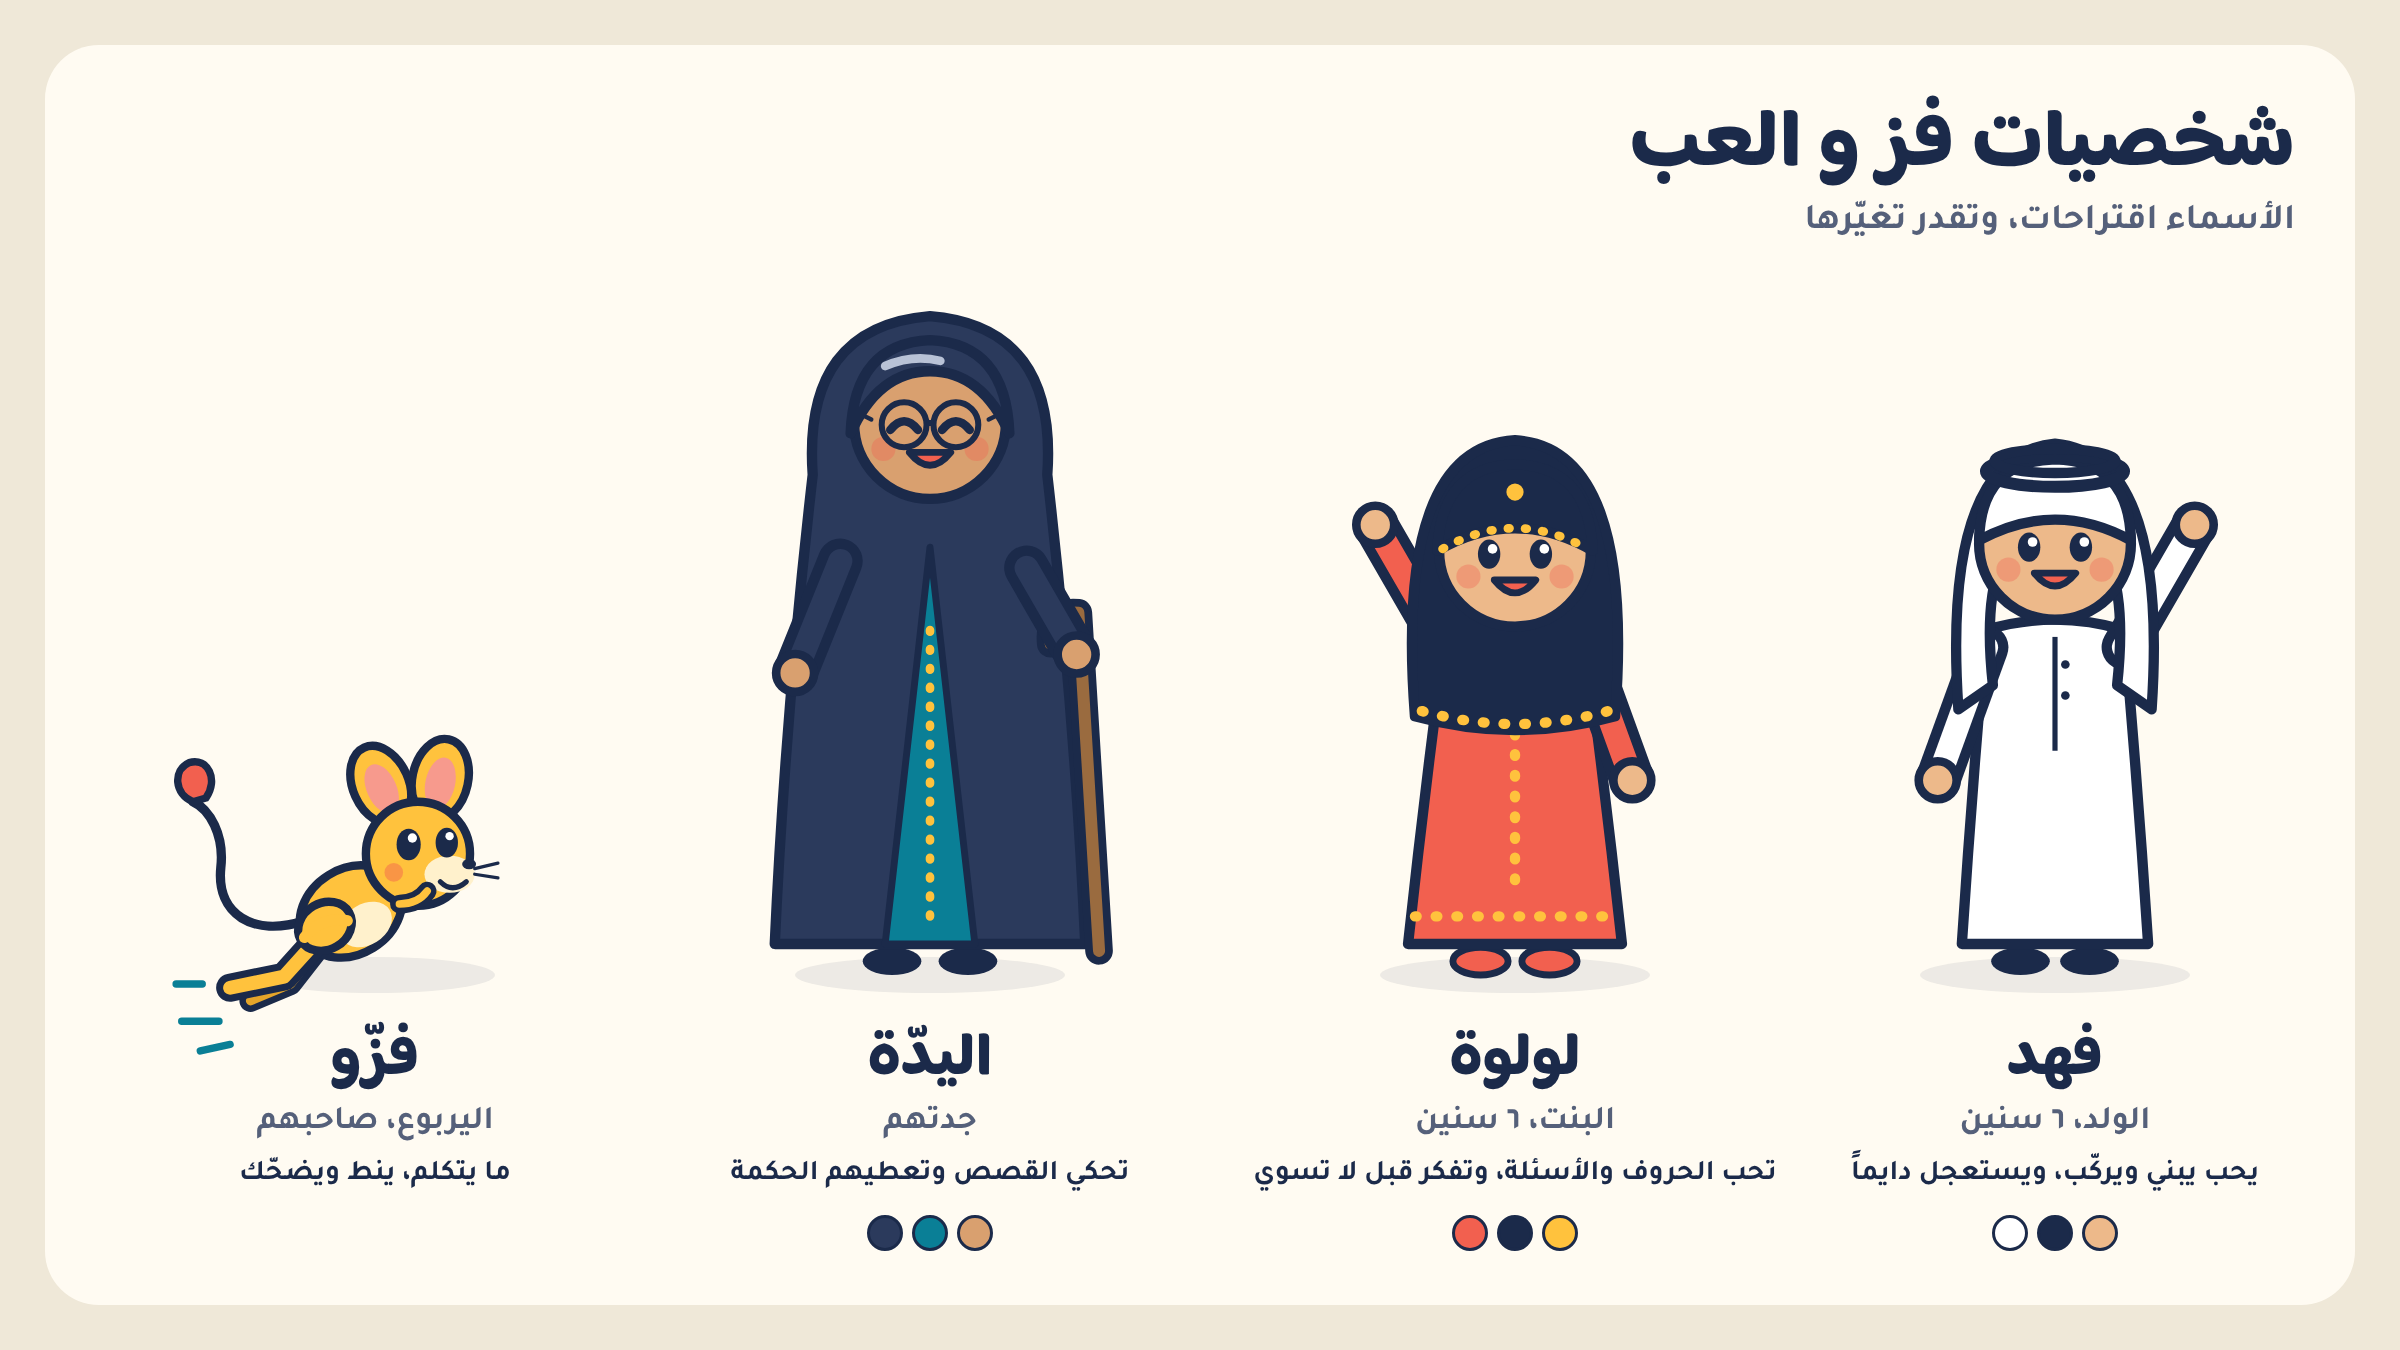 شخصيات فز و العب
الأسماء اقتراحات، وتقدر تغيّرها
فهد
الولد، ٦ سنين
يحب يبني ويركّب، ويستعجل دايماً
لولوة
البنت، ٦ سنين
تحب الحروف والأسئلة، وتفكر قبل لا تسوي
اليدّة
جدتهم
تحكي القصص وتعطيهم الحكمة
فزّو
اليربوع، صاحبهم
ما يتكلم، ينط ويضحّك